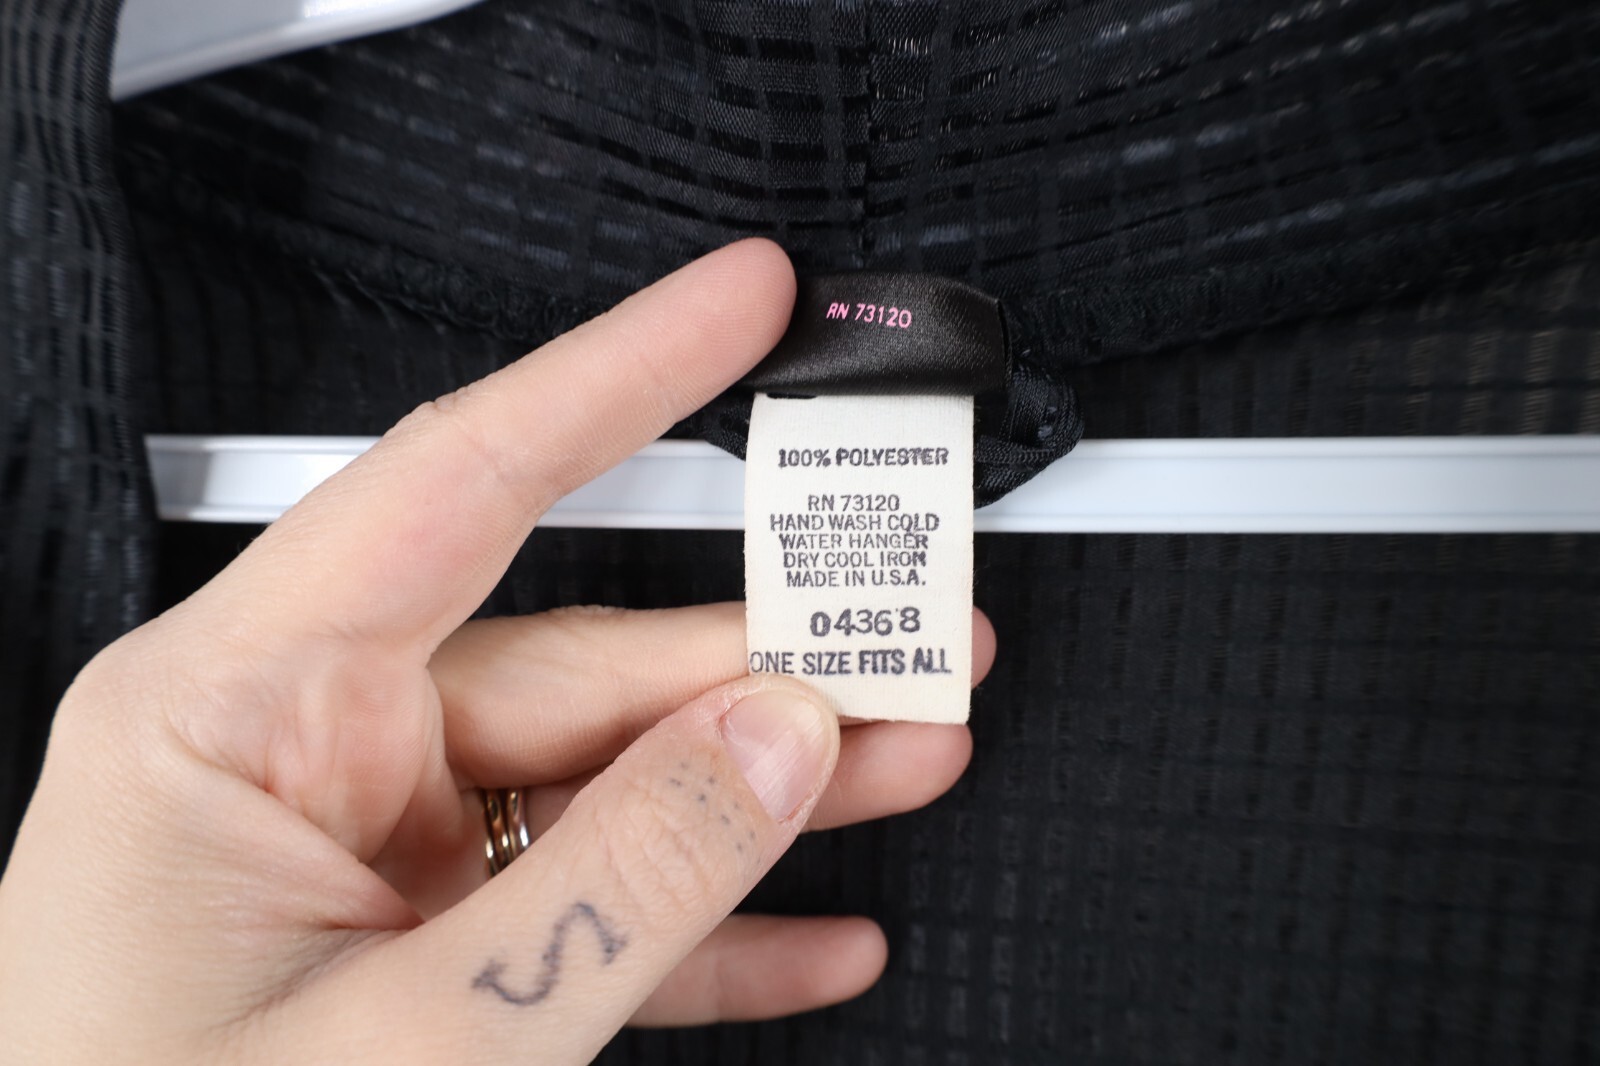 RN 73120
100% POLYESTER
RN 73120
HAND WASH COLD
WATER HANGER
DRY COOL IRON
MADE IN U.S.A.
04368
ONE SIZE FITS ALL
S